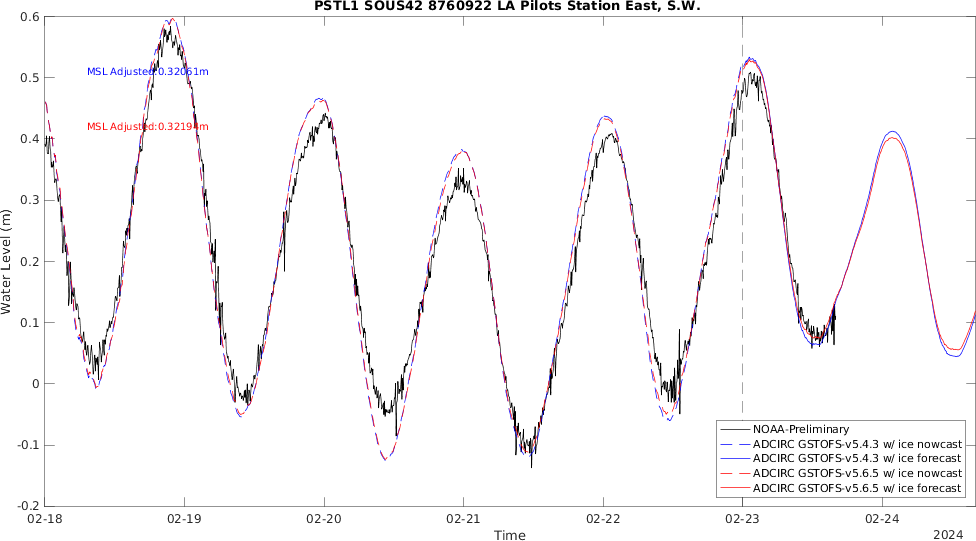 PSTL1 SOUS42 8760922 LA Pilots Station East, S.W.
0.6
0.5
0.4
0.3
0.2
0.1
0
-0.1
-0.2
Water Level (m)
MSL Adjusted:0.32061m
MSL Adjusted:0.32194m
NOAA-Preliminary
ADCIRC GSTOFS-v5.4.3 w/ ice nowcast
ADCIRC GSTOFS-v5.4.3 w/ ice forecast
ADCIRC GSTOFS-v5.6.5 w/ ice nowcast
ADCIRC GSTOFS-v5.6.5 w/ ice forecast
02-18 02-19 02-20 02-21 02-22 02-23 02-24
Time
2024